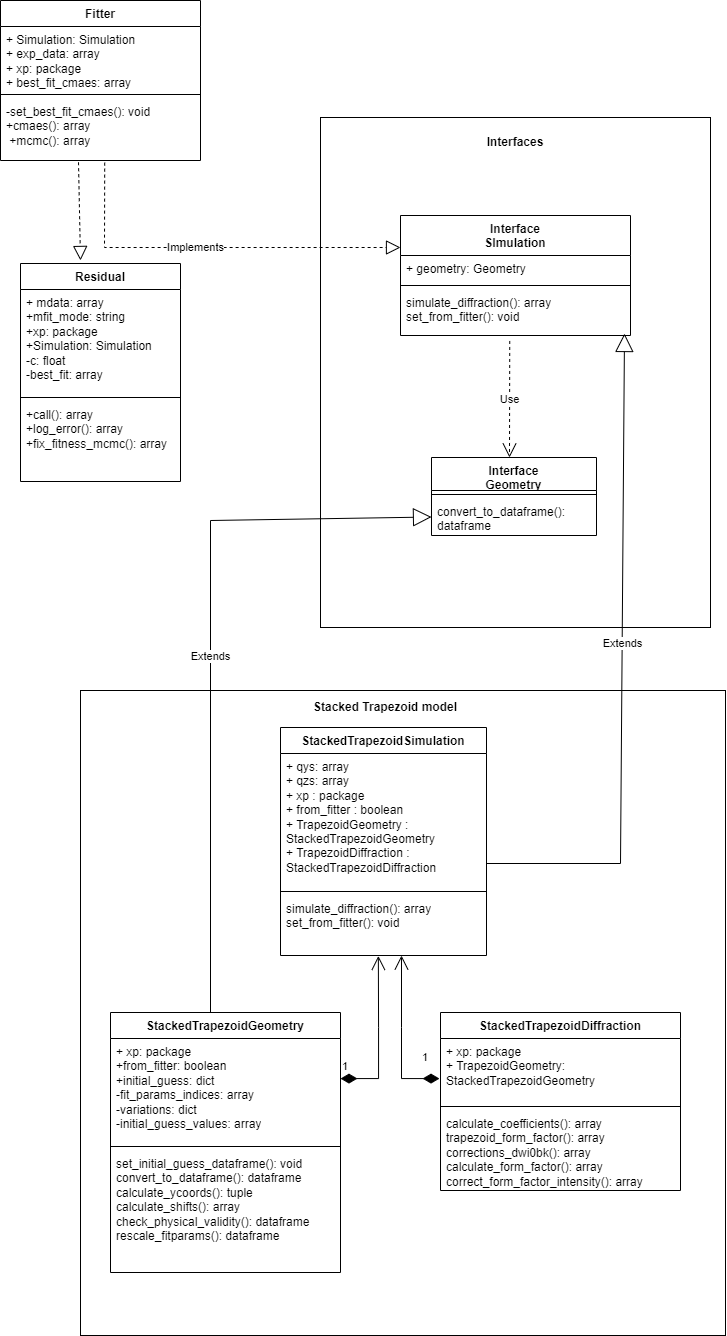 Fitter
+ Simulation: Simulation
+ exp_data: array
+ xp: package
+ best_fit_cmaes: array
-set_best_fit_cmaes(): void
+cmaes(): array
+mcmc(): array
Interfaces
Implements
Interface
SImulation
+ geometry: Geometry
simulate_diffraction(): array
set_from_fitter(): void
Residual
+ mdata: array
+mfit_mode: string
+xp: package
+Simulation: Simulation
-c: float
-best_fit: array
+call(): array
+log_error(): array
+fix_fitness_mcmc(): array
Use
Interface
Geometry
convert_to_dataframe():
dataframe
Extends
Extends
Stacked Trapezoid model
StackedTrapezoidSimulation
+ qys: array
+ qzs: array
+ xp : package
+ from_fitter : boolean
+ TrapezoidGeometry :
StackedTrapezoidGeometry
+ TrapezoidDiffraction :
StackedTrapezoidDiffraction
simulate_diffraction(): array
set_from_fitter(): void
StackedTrapezoidGeometry
+ xp: package
+from_fitter: boolean
+initial_guess: dict
-fit_params_indices: array
-variations: dict
-initial_guess_values: array
set_initial_guess_dataframe(): void
convert_to_dataframe(): dataframe
calculate_ycoords(): tuple
calculate_shifts(): array
check_physical_validity(): dataframe
rescale_fitparams(): dataframe
1
1
StackedTrapezoidDiffraction
+ xp: package
+ TrapezoidGeometry:
StackedTrapezoidGeometry
calculate_coefficients(): array
trapezoid_form_factor(): array
corrections_dwi0bk(): array
calculate_form_factor(): array
correct_form_factor_intensity(): array